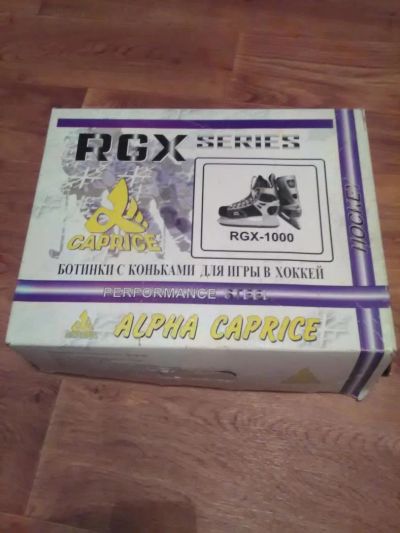 RGX SERIES
CAPRICE
RGX-1000
HOCKEY
БОТИНКИ С КОНЬКАМИ ДЛЯ ИГРЫ В ХОККЕЙ
PERFORMANCE STEEL
ALPHA CAPRICE